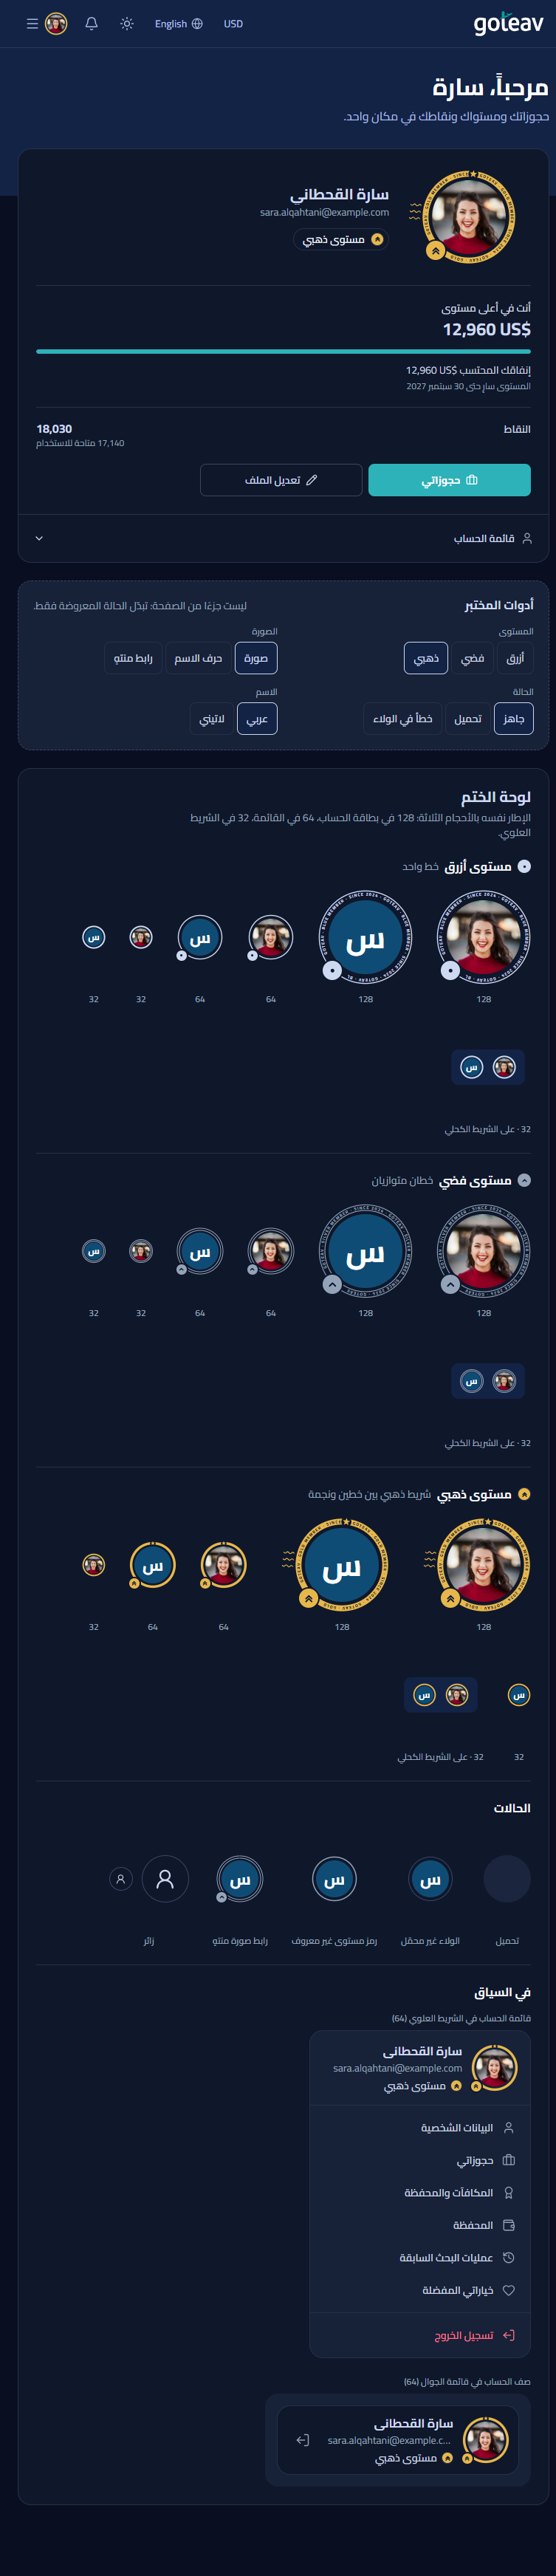 goteav
USD
English
مرحباً، سارة
حجوزاتك ومستواك ونقاطك في مكان واحد.
سارة القحطاني
sara.alqahtani@example.com
مستوى ذهبي
أنت في أعلى مستوى
12,960 US$
إنفاقك المحتسب 12,960 US$
المستوى سارٍ حتى 30 سبتمبر 2027
النقاط
18,030
17,140 متاحة للاستخدام
حجوزاتي
تعديل الملف
قائمة الحساب
أدوات المختبر
ليست جزءًا من الصفحة: تبدّل الحالة المعروضة فقط.
المستوى
أزرق
فضي
ذهبي
الصورة
صورة
حرف الاسم
رابط منتهٍ
الحالة
جاهز
تحميل
خطأ في الولاء
الاسم
عربي
لاتيني
لوحة الختم
الإطار نفسه بالأحجام الثلاثة: 128 في بطاقة الحساب، 64 في القائمة، 32 في الشريط
العلوي.
مستوى أزرق خط واحد
س
س
س
128
128
64
64
32
32
س
32 · على الشريط الكحلي
مستوى فضي خطان متوازيان
س
س
س
128
128
64
64
32
32
س
32 · على الشريط الكحلي
مستوى ذهبي شريط ذهبي بين خطين ونجمة
س
س
128
128
64
64
32
س
س
32
32 · على الشريط الكحلي
الحالات
س
س
س
تحميل
الولاء غير محمّل
رمز مستوى غير معروف
رابط صورة منتهٍ
زائر
في السياق
قائمة الحساب في الشريط العلوي (64)
سارة القحطاني
sara.alqahtani@example.com
مستوى ذهبي
البيانات الشخصية
حجوزاتي
المكافآت والمحفظة
المحفظة
عمليات البحث السابقة
خياراتي المفضلة
تسجيل الخروج
صف الحساب في قائمة الجوال (64)
سارة القحطاني
sara.alqahtani@example.c...
مستوى ذهبي